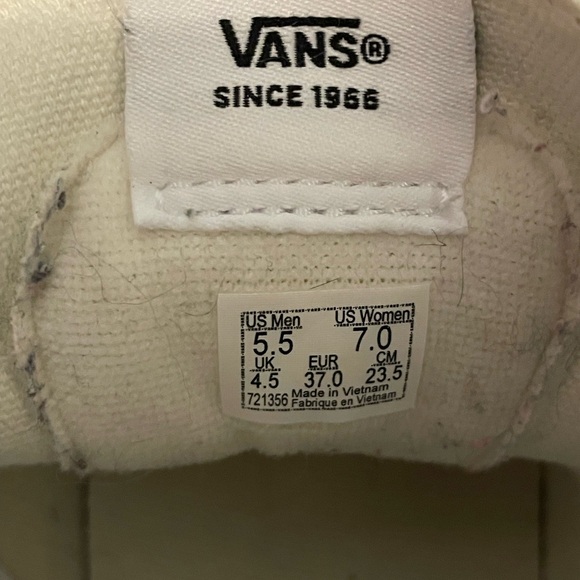 VANS®
SINCE 1966
US Men US Women
5.5 7.0
UK EUR CM
4.5 37.0 23.5
721356 Made in Vietnam
Fabrique en Vietnam